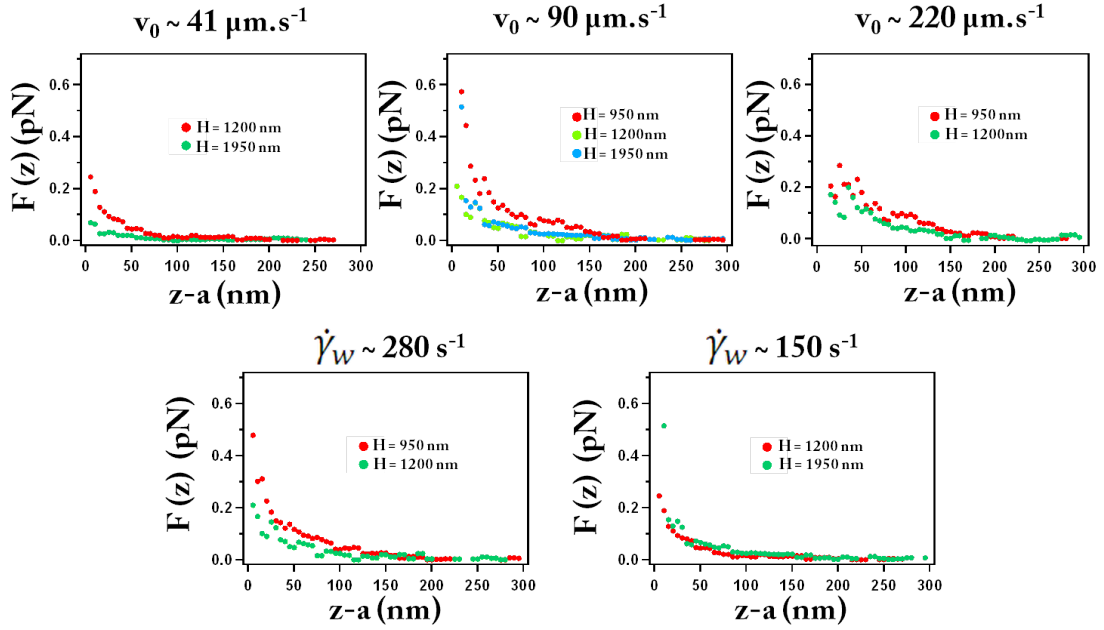 v₀ ~ 41 µm.s⁻¹
F (z) (pN)
0.6
0.4
0.2
0.0
H = 1200 nm
H = 1950 nm
0 50 100 150 200 250 300
z-a (nm)
v₀ ~ 90 µm.s⁻¹
F (z) (pN)
0.6
0.4
0.2
0.0
H = 950 nm
H = 1200nm
H = 1950 nm
0 50 100 150 200 250 300
z-a (nm)
v₀ ~ 220 µm.s⁻¹
F (z) (pN)
0.6
0.4
0.2
0.0
H = 950 nm
H = 1200nm
0 50 100 150 200 250 300
z-a (nm)
γ̇w ~ 280 s⁻¹
F (z) (pN)
0.6
0.4
0.2
0.0
H = 950 nm
H = 1200 nm
0 50 100 150 200 250 300
z-a (nm)
γ̇w ~ 150 s⁻¹
F (z) (pN)
0.6
0.4
0.2
0.0
H = 1200 nm
H = 1950 nm
0 50 100 150 200 250 300
z-a (nm)